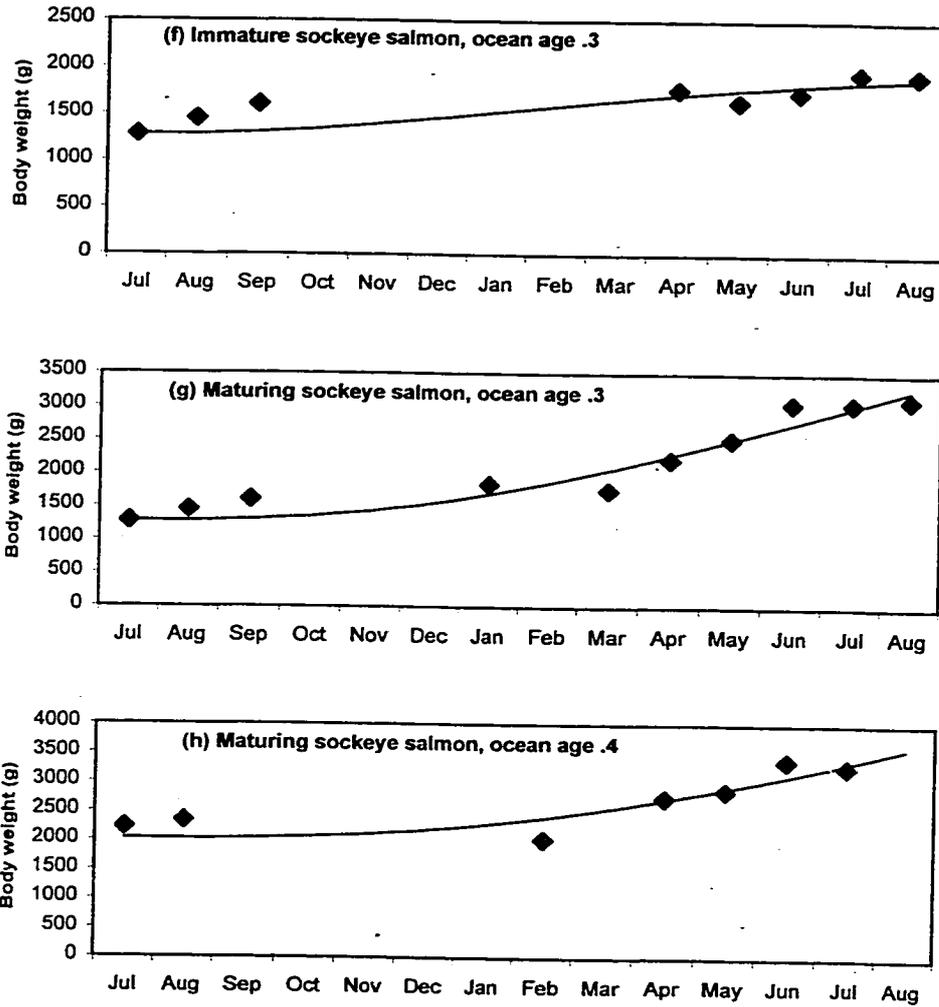 (f) Immature sockeye salmon, ocean age .3
Body weight (g)
2500
2000
1500
1000
500
0
Jul Aug Sep Oct Nov Dec Jan Feb Mar Apr May Jun Jul Aug
(g) Maturing sockeye salmon, ocean age .3
Body weight (g)
3500
3000
2500
2000
1500
1000
500
0
Jul Aug Sep Oct Nov Dec Jan Feb Mar Apr May Jun Jul Aug
(h) Maturing sockeye salmon, ocean age .4
Body weight (g)
4000
3500
3000
2500
2000
1500
1000
500
0
Jul Aug Sep Oct Nov Dec Jan Feb Mar Apr May Jun Jul Aug